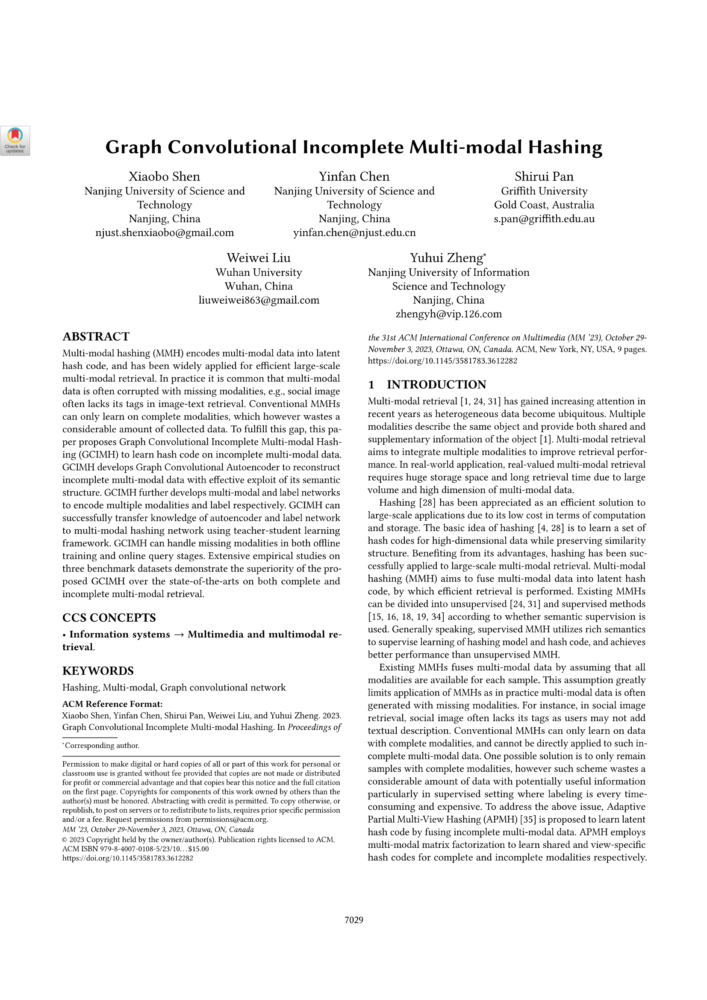 Check for
updates
Graph Convolutional Incomplete Multi-modal Hashing
Xiaobo Shen
Nanjing University of Science and
Technology
Nanjing, China
njust.shenxiaobo@gmail.com
Yinfan Chen
Nanjing University of Science and
Technology
Nanjing, China
yinfan.chen@njust.edu.cn
Shirui Pan
Griffith University
Gold Coast, Australia
s.pan@griffith.edu.au
Weiwei Liu
Wuhan University
Wuhan, China
liuweiwei863@gmail.com
Yuhui Zheng*
Nanjing University of Information
Science and Technology
Nanjing, China
zhengyh@vip.126.com
ABSTRACT
Multi-modal hashing (MMH) encodes multi-modal data into latent
hash code, and has been widely applied for efficient large-scale
multi-modal retrieval. In practice it is common that multi-modal
data is often corrupted with missing modalities, e.g., social image
often lacks its tags in image-text retrieval. Conventional MMHs
can only learn on complete modalities, which however wastes a
considerable amount of collected data. To fulfill this gap, this pa-
per proposes Graph Convolutional Incomplete Multi-modal Hash-
ing (GCIMH) to learn hash code on incomplete multi-modal data.
GCIMH develops Graph Convolutional Autoencoder to reconstruct
incomplete multi-modal data with effective exploit of its semantic
structure. GCIMH further develops multi-modal and label networks
to encode multiple modalities and label respectively. GCIMH can
successfully transfer knowledge of autoencoder and label network
to multi-modal hashing network using teacher-student learning
framework. GCIMH can handle missing modalities in both offline
training and online query stages. Extensive empirical studies on
three benchmark datasets demonstrate the superiority of the pro-
posed GCIMH over the state-of-the-arts on both complete and
incomplete multi-modal retrieval.
CCS CONCEPTS
• Information systems → Multimedia and multimodal re-
trieval.
KEYWORDS
Hashing, Multi-modal, Graph convolutional network
ACM Reference Format:
Xiaobo Shen, Yinfan Chen, Shirui Pan, Weiwei Liu, and Yuhui Zheng. 2023.
Graph Convolutional Incomplete Multi-modal Hashing. In Proceedings of
*Corresponding author.
Permission to make digital or hard copies of all or part of this work for personal or
classroom use is granted without fee provided that copies are not made or distributed
for profit or commercial advantage and that copies bear this notice and the full citation
on the first page. Copyrights for components of this work owned by others than the
author(s) must be honored. Abstracting with credit is permitted. To copy otherwise, or
republish, to post on servers or to redistribute to lists, requires prior specific permission
and/or a fee. Request permissions from permissions@acm.org.
MM '23, October 29-November 3, 2023, Ottawa, ON, Canada
© 2023 Copyright held by the owner/author(s). Publication rights licensed to ACM.
ACM ISBN 979-8-4007-0108-5/23/10...$15.00
https://doi.org/10.1145/3581783.3612282
the 31st ACM International Conference on Multimedia (MM '23), October 29-
November 3, 2023, Ottawa, ON, Canada. ACM, New York, NY, USA, 9 pages.
https://doi.org/10.1145/3581783.3612282
1 INTRODUCTION
Multi-modal retrieval [1, 24, 31] has gained increasing attention in
recent years as heterogeneous data become ubiquitous. Multiple
modalities describe the same object and provide both shared and
supplementary information of the object [1]. Multi-modal retrieval
aims to integrate multiple modalities to improve retrieval perfor-
mance. In real-world application, real-valued multi-modal retrieval
requires huge storage space and long retrieval time due to large
volume and high dimension of multi-modal data.
Hashing [28] has been appreciated as an efficient solution to
large-scale applications due to its low cost in terms of computation
and storage. The basic idea of hashing [4, 28] is to learn a set of
hash codes for high-dimensional data while preserving similarity
structure. Benefiting from its advantages, hashing has been suc-
cessfully applied to large-scale multi-modal retrieval. Multi-modal
hashing (MMH) aims to fuse multi-modal data into latent hash
code, by which efficient retrieval is performed. Existing MMHs
can be divided into unsupervised [24, 31] and supervised methods
[15, 16, 18, 19, 34] according to whether semantic supervision is
used. Generally speaking, supervised MMH utilizes rich semantics
to supervise learning of hashing model and hash code, and achieves
better performance than unsupervised MMH.
Existing MMHs fuses multi-modal data by assuming that all
modalities are available for each sample. This assumption greatly
limits application of MMHs as in practice multi-modal data is often
generated with missing modalities. For instance, in social image
retrieval, social image often lacks its tags as users may not add
textual description. Conventional MMHs can only learn on data
with complete modalities, and cannot be directly applied to such in-
complete multi-modal data. One possible solution is to only remain
samples with complete modalities, however such scheme wastes a
considerable amount of data with potentially useful information
particularly in supervised setting where labeling is every time-
consuming and expensive. To address the above issue, Adaptive
Partial Multi-View Hashing (APMH) [35] is proposed to learn latent
hash code by fusing incomplete multi-modal data. APMH employs
multi-modal matrix factorization to learn shared and view-specific
hash codes for complete and incomplete modalities respectively.
7029